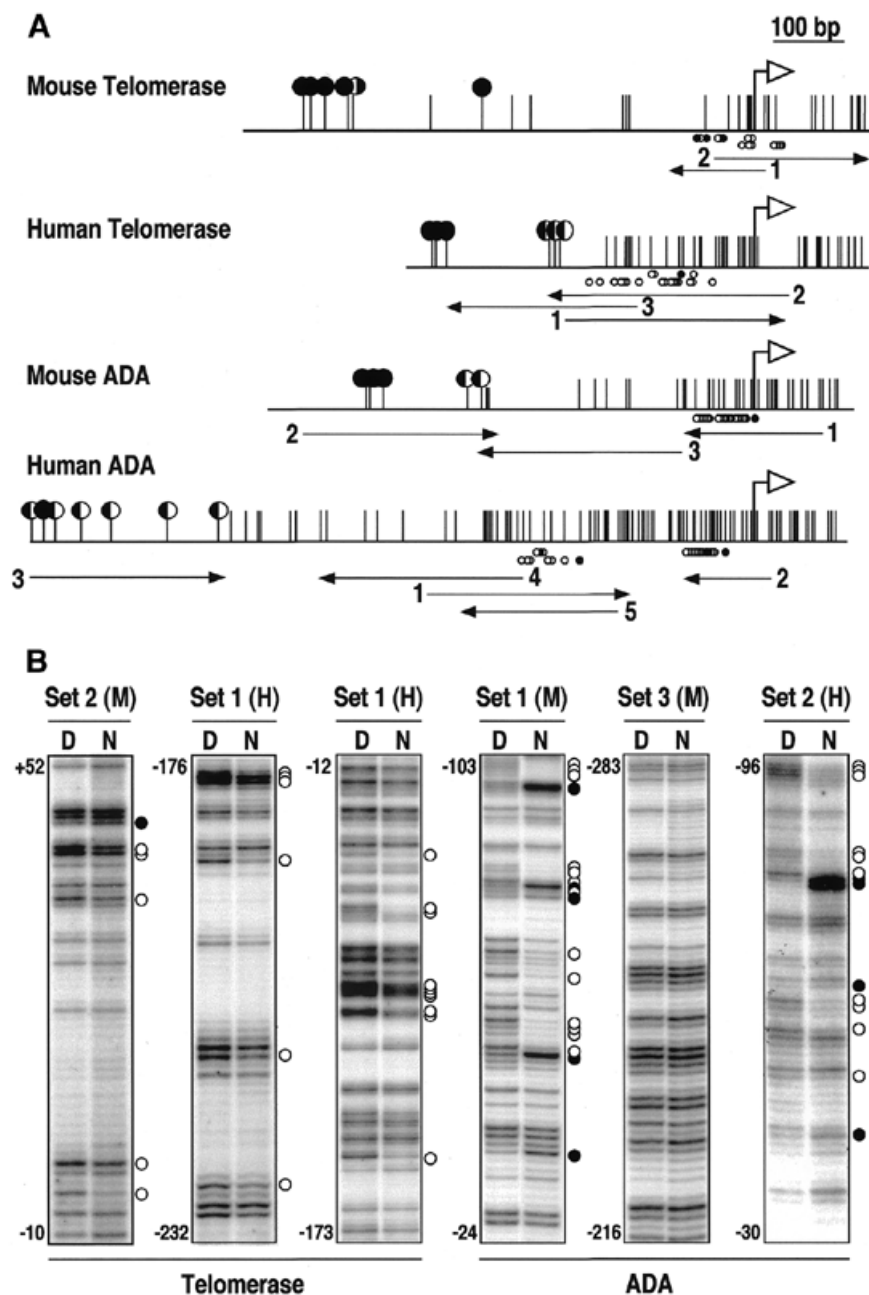 A
100 bp
Mouse Telomerase
2
1
Human Telomerase
2
3
1
Mouse ADA
2
1
3
Human ADA
3
4
2
1
5
B
Set 2 (M) Set 1 (H) Set 1 (H) Set 1 (M) Set 3 (M) Set 2 (H)
D N D N D N D N D N D N
+52 -176 -12 -103 -283 -96
-10 -232 -173 -24 -216 -30
Telomerase ADA